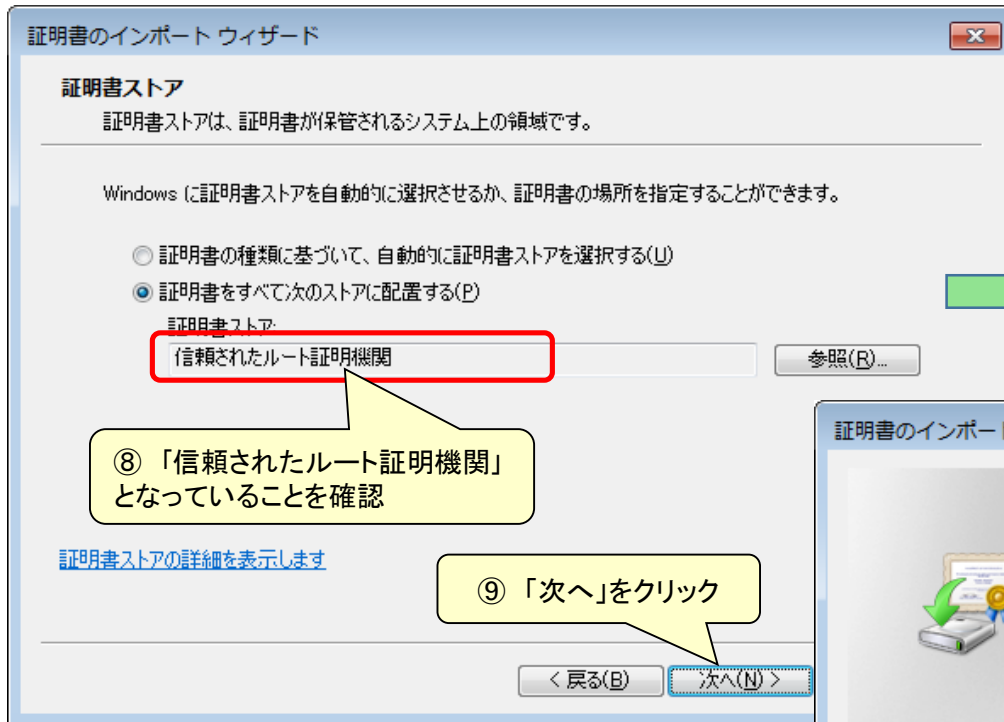 証明書のインポート ウィザード
証明書ストア
証明書ストアは、証明書が保管されるシステム上の領域です。
Windows に証明書ストアを自動的に選択させるか、証明書の場所を指定することができます。
証明書の種類に基づいて、自動的に証明書ストアを選択する(U)
証明書をすべて次のストアに配置する(P)
証明書ストア:
信頼されたルート証明機関
参照(R)...
⑧ 「信頼されたルート証明機関」
となっていることを確認
証明書ストアの詳細を表示します
⑨ 「次へ」をクリック
< 戻る(B)
次へ(N) >
証明書のインポート